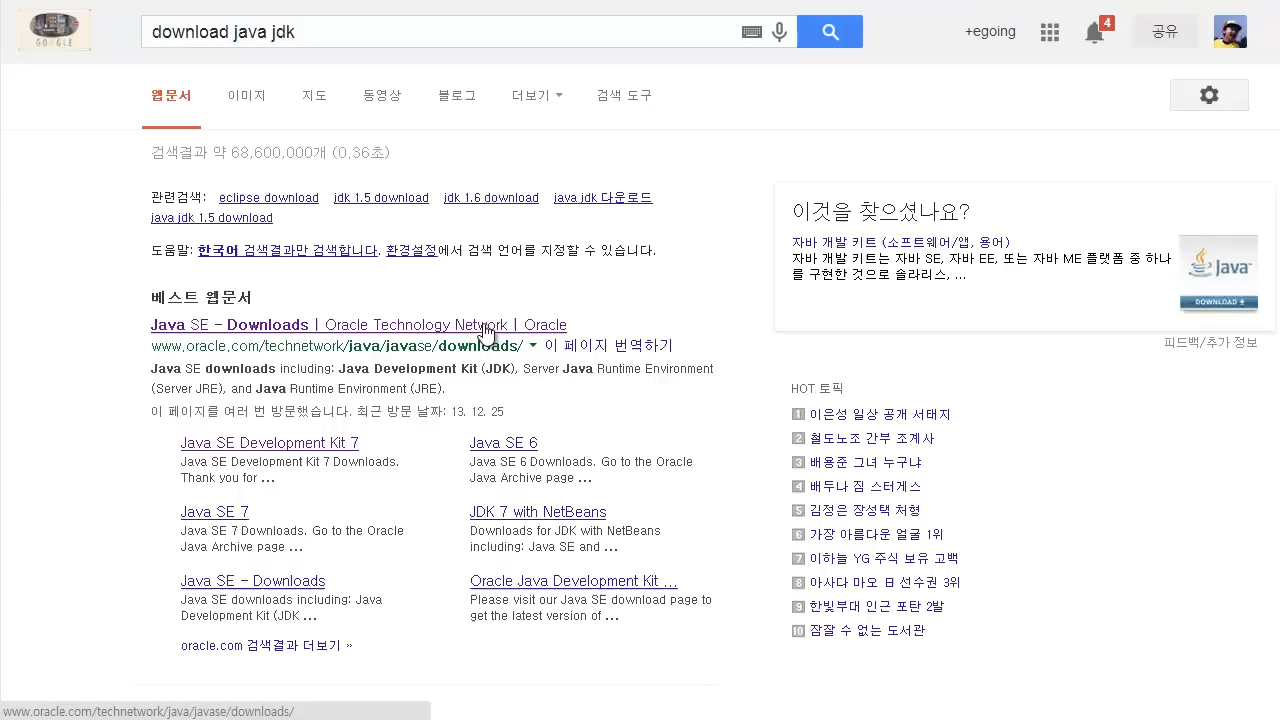 GOOGLE
download java jdk
+egoing
4
공유
웹문서 이미지 지도 동영상 블로그 더보기 검색 도구
검색결과 약 68,600,000개 (0.36초)
관련검색: eclipse download jdk 1.5 download jdk 1.6 download java jdk 다운로드
java jdk 1.5 download
도움말: 한국어 검색결과만 검색합니다. 환경설정에서 검색 언어를 지정할 수 있습니다.
베스트 웹문서
Java SE - Downloads | Oracle Technology Network | Oracle
www.oracle.com/technetwork/java/javase/downloads/ 이 페이지 번역하기
Java SE downloads including: Java Development Kit (JDK), Server Java Runtime Environment
(Server JRE), and Java Runtime Environment (JRE).
이 페이지를 여러 번 방문했습니다. 최근 방문 날짜: 13. 12. 25
Java SE Development Kit 7
Java SE Development Kit 7 Downloads.
Thank you for ...
Java SE 6
Java SE 6 Downloads. Go to the Oracle
Java Archive page ...
Java SE 7
Java SE 7 Downloads. Go to the Oracle
Java Archive page ...
JDK 7 with NetBeans
Downloads for JDK with NetBeans
including: Java SE and ...
Java SE - Downloads
Java SE downloads including: Java
Development Kit (JDK ...
Oracle Java Development Kit ...
Please visit our Java SE download page to
get the latest version of ...
oracle.com 검색결과 더보기 »
이것을 찾으셨나요?
자바 개발 키트 (소프트웨어/앱, 용어)
자바 개발 키트는 자바 SE, 자바 EE, 또는 자바 ME 플랫폼 중 하나
를 구현한 것으로 솔라리스, ...
Java
DOWNLOAD
피드백/추가 정보
HOT 토픽
1 이은성 일상 공개 서태지
2 철도노조 간부 조계사
3 배용준 그녀 누구냐
4 배두나 짐 스터게스
5 김정은 장성택 처형
6 가장 아름다운 얼굴 1위
7 이하늘 YG 주식 보유 고백
8 아사다 마오 日 선수권 3위
9 한빛부대 인근 포탄 2발
10 잠잘 수 없는 도서관
www.oracle.com/technetwork/java/javase/downloads/